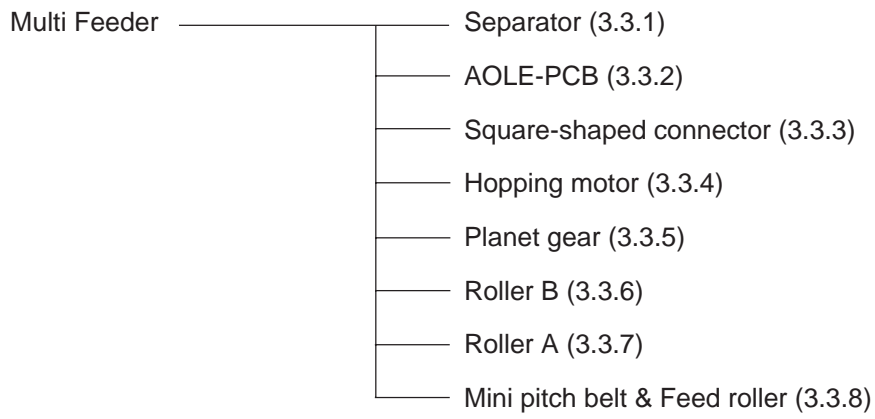 Multi Feeder
Separator (3.3.1)
AOLE-PCB (3.3.2)
Square-shaped connector (3.3.3)
Hopping motor (3.3.4)
Planet gear (3.3.5)
Roller B (3.3.6)
Roller A (3.3.7)
Mini pitch belt & Feed roller (3.3.8)